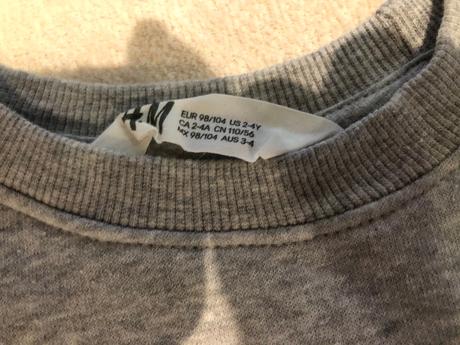 H&M
EUR 98/104 US 2-4Y
CA 2-4A CN 110/56
MX 98/104 AUS 3-4